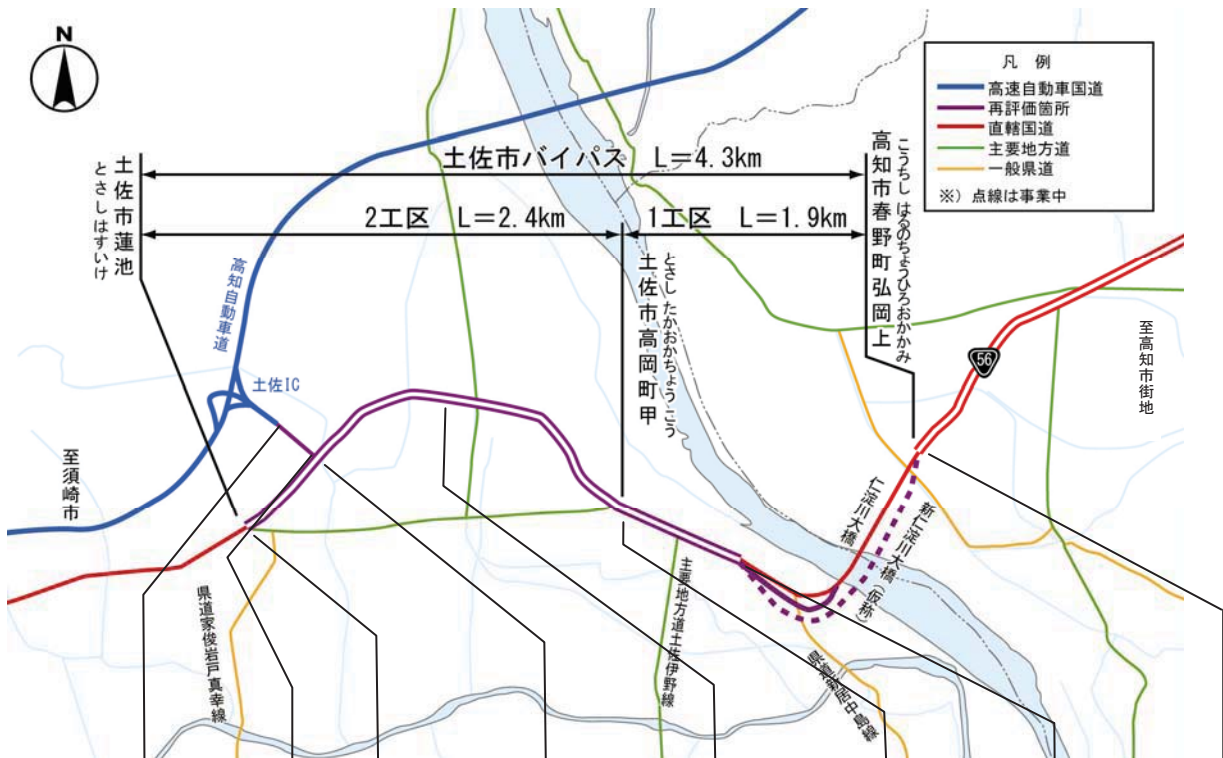 N
凡 例
高速自動車国道
再評価箇所
直轄国道
主要地方道
一般県道
※）点線は事業中
土佐市バイパス L=4.3km
2工区 L=2.4km
1工区 L=1.9km
土佐市蓮池
とさしはすいけ
高知市春野町弘岡上
こうちし はるのちょうひろおかかみ
土佐市高岡町甲
とさし たかおかちょうこう
高知自動車道
土佐IC
56
至高知市街地
至須崎市
仁淀川大橋
新仁淀川大橋（仮称）
県道家俊岩戸真幸線
主要地方道土佐伊野線
県道新居中島線